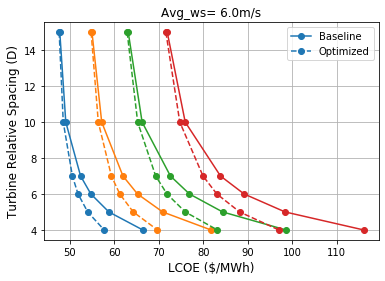 Avg_ws= 6.0m/s
Baseline
Optimized
Turbine Relative Spacing (D)
14
12
10
8
6
4
50 60 70 80 90 100 110
LCOE ($/MWh)